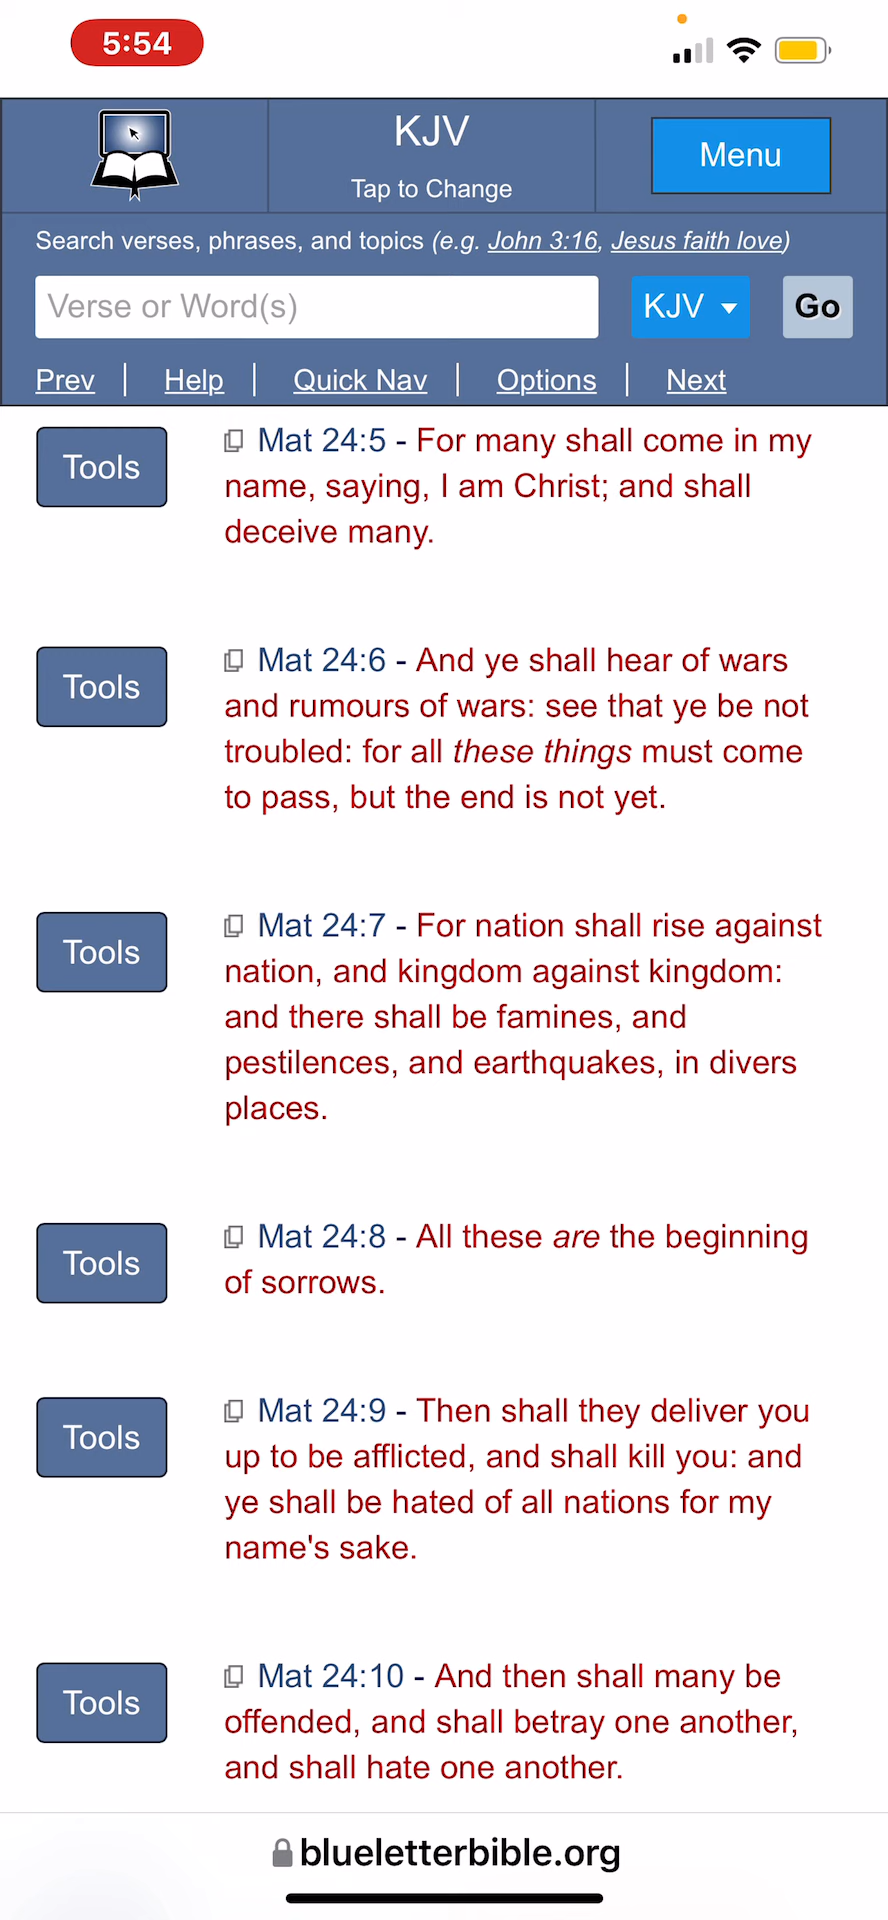 5:54
KJV
Tap to Change
Menu
Search verses, phrases, and topics (e.g. John 3:16, Jesus faith love)
Verse or Word(s)
KJV
Go
Prev | Help | Quick Nav | Options | Next
Tools
Mat 24:5 - For many shall come in my
name, saying, I am Christ; and shall
deceive many.
Tools
Mat 24:6 - And ye shall hear of wars
and rumours of wars: see that ye be not
troubled: for all these things must come
to pass, but the end is not yet.
Tools
Mat 24:7 - For nation shall rise against
nation, and kingdom against kingdom:
and there shall be famines, and
pestilences, and earthquakes, in divers
places.
Tools
Mat 24:8 - All these are the beginning
of sorrows.
Tools
Mat 24:9 - Then shall they deliver you
up to be afflicted, and shall kill you: and
ye shall be hated of all nations for my
name's sake.
Tools
Mat 24:10 - And then shall many be
offended, and shall betray one another,
and shall hate one another.
blueletterbible.org